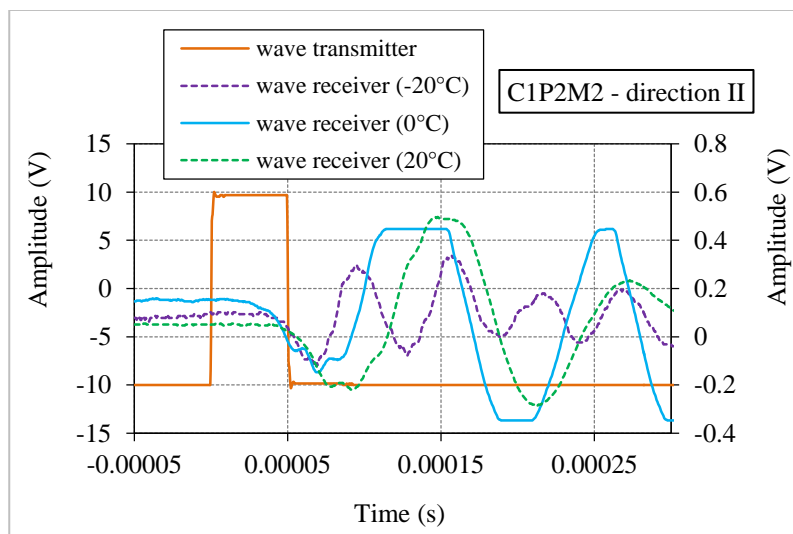 wave transmitter
wave receiver (-20°C)
wave receiver (0°C)
wave receiver (20°C)
C1P2M2 - direction II
15
10
5
0
-5
-10
-15
Amplitude (V)
0.8
0.6
0.4
0.2
0
-0.2
-0.4
Amplitude (V)
-0.00005
0.00005
0.00015
0.00025
Time (s)